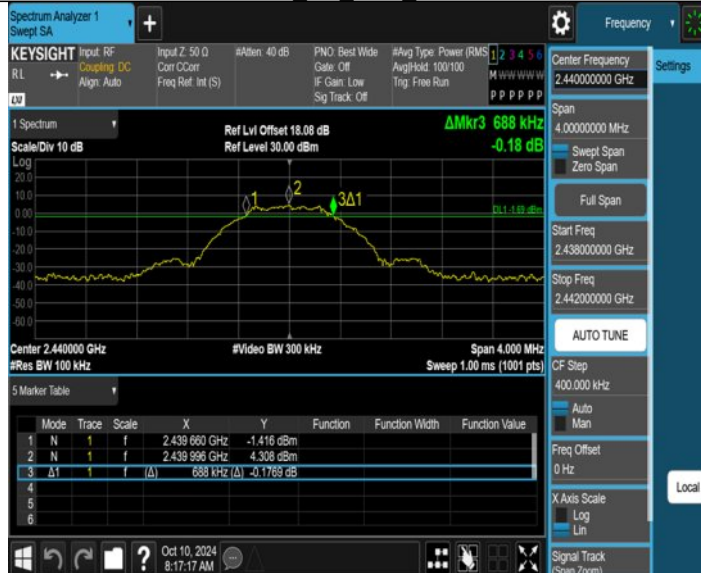 Spectrum Analyzer 1
Swept SA
+
Frequency
KEYSIGHT
RL
LXI
Input: RF
Coupling: DC
Align: Auto
Input Z: 50 Ω
Corr CCorr
Freq Ref: Int (S)
#Atten: 40 dB
PNO: Best Wide
Gate: Off
IF Gain: Low
Sig Track: Off
#Avg Type: Power (RMS
Avg|Hold: 100/100
Trig: Free Run
1 2 3 4 5 6
M W W W W W
P P P P P P
Center Frequency
2.440000000 GHz
Settings
1 Spectrum
Scale/Div 10 dB
Ref Lvl Offset 18.08 dB
Ref Level 30.00 dBm
ΔMkr3 688 kHz
-0.18 dB
Span
4.00000000 MHz
Swept Span
Zero Span
Log
20.0
10.0
0.00
-10.0
-20.0
-30.0
-40.0
-50.0
-60.0
1
2
3Δ1
DL1 -1.69 dBm
Full Span
Start Freq
2.438000000 GHz
Stop Freq
2.442000000 GHz
AUTO TUNE
Center 2.440000 GHz
#Res BW 100 kHz
#Video BW 300 kHz
Span 4.000 MHz
Sweep 1.00 ms (1001 pts)
CF Step
400.000 kHz
Auto
Man
5 Marker Table
Mode Trace Scale X Y Function Function Width Function Value
1 N 1 f 2.439 660 GHz -1.416 dBm
2 N 1 f 2.439 996 GHz 4.308 dBm
3 Δ1 1 f (Δ) 688 kHz (Δ) -0.1769 dB
4
5
6
Freq Offset
0 Hz
Local
X Axis Scale
Log
Lin
Signal Track
(Span Zoom)
?
Oct 10, 2024
8:17:17 AM